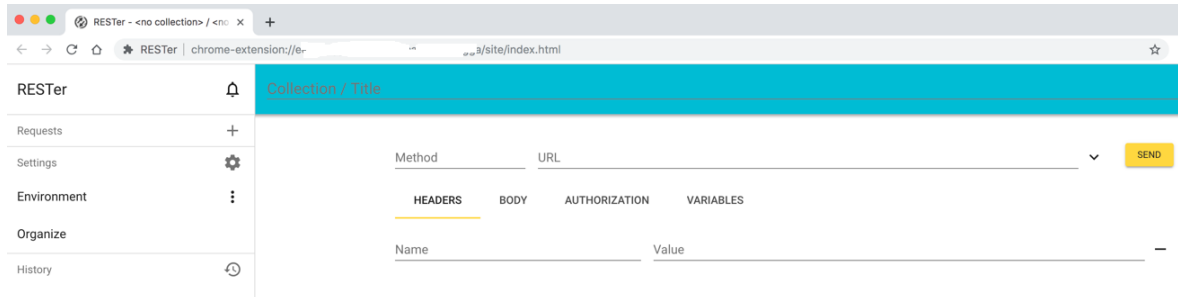 RESTer - <no collection> / <no
RESTer | chrome-extension://e a/site/index.html
RESTer
Collection / Title
Requests
Settings
Method
URL
SEND
Environment
HEADERS
BODY
AUTHORIZATION
VARIABLES
Organize
Name
Value
History